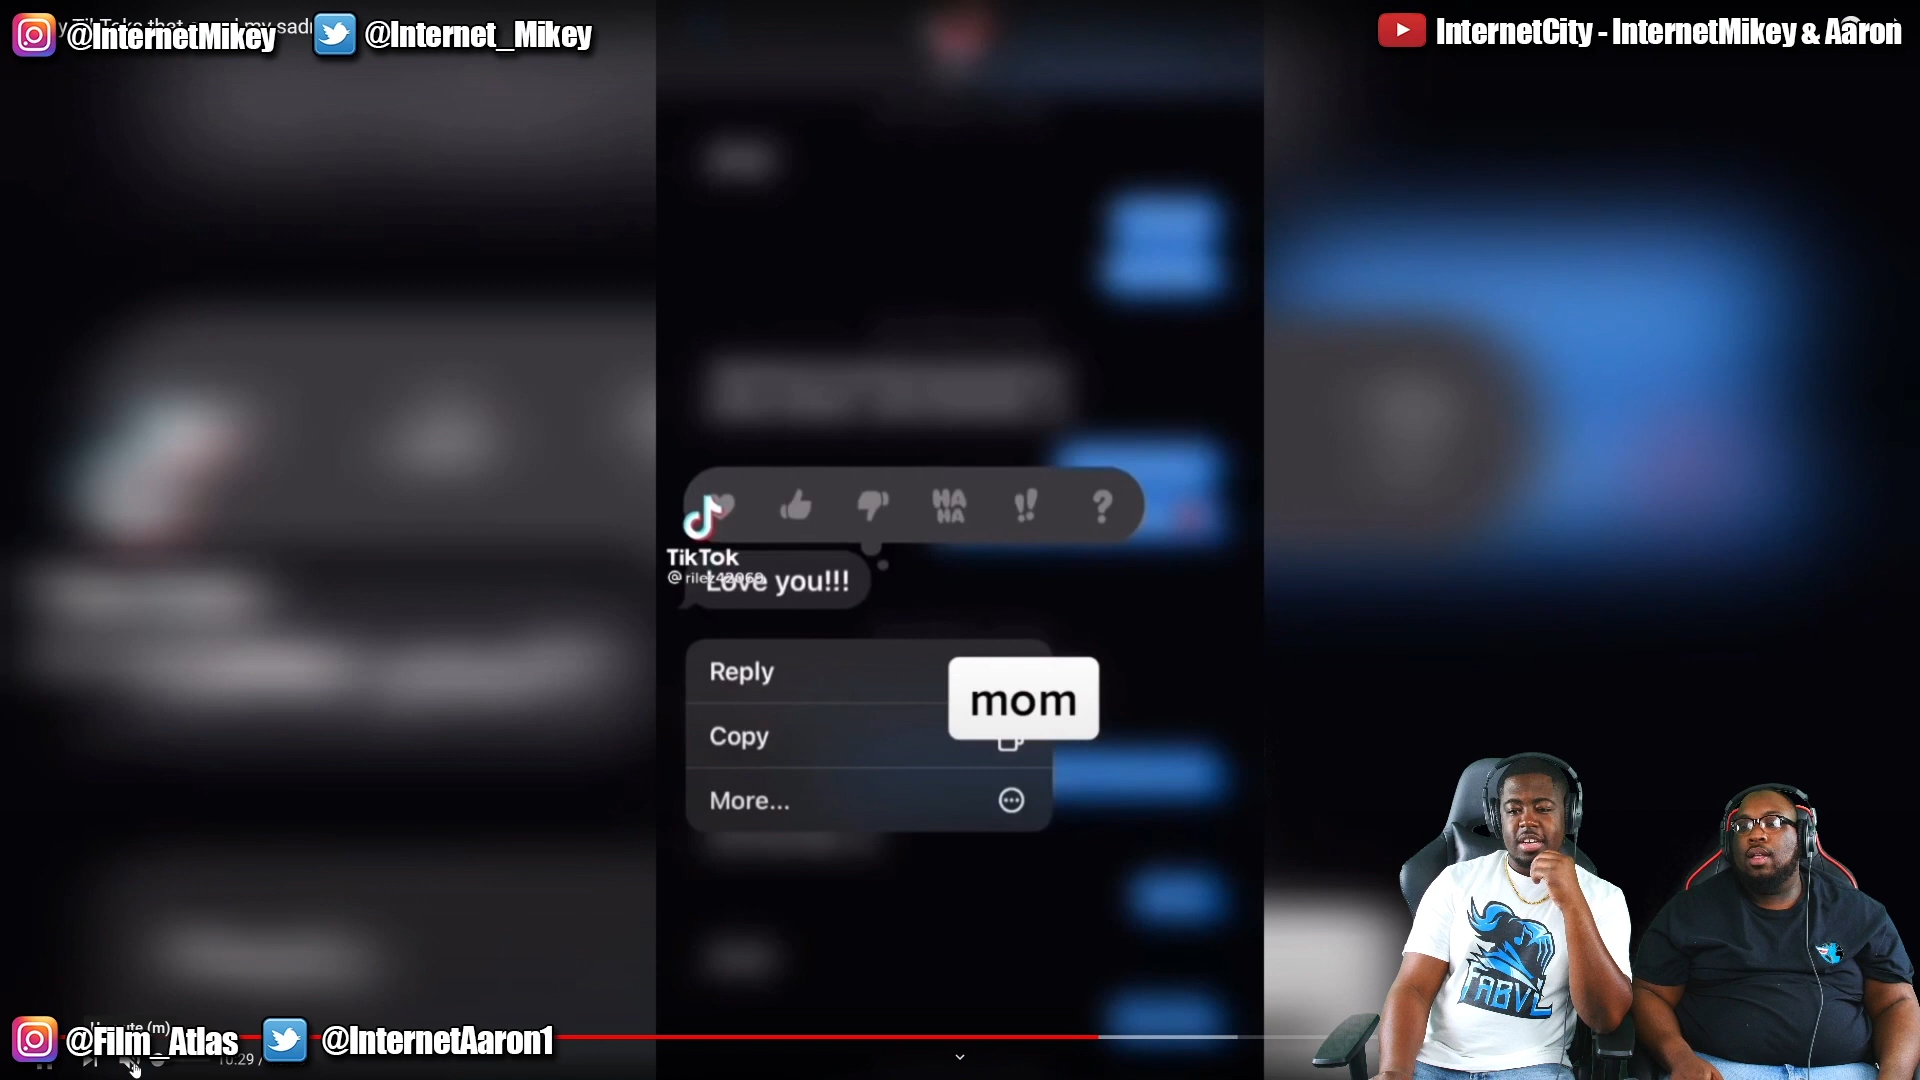 @InternetMikey
@Internet_Mikey
InternetCity - InternetMikey & Aaron
HA
HA
TikTok
Love you!!!
Reply
mom
Copy
More...
FABVL
@Film_Atlas
@InternetAaron1